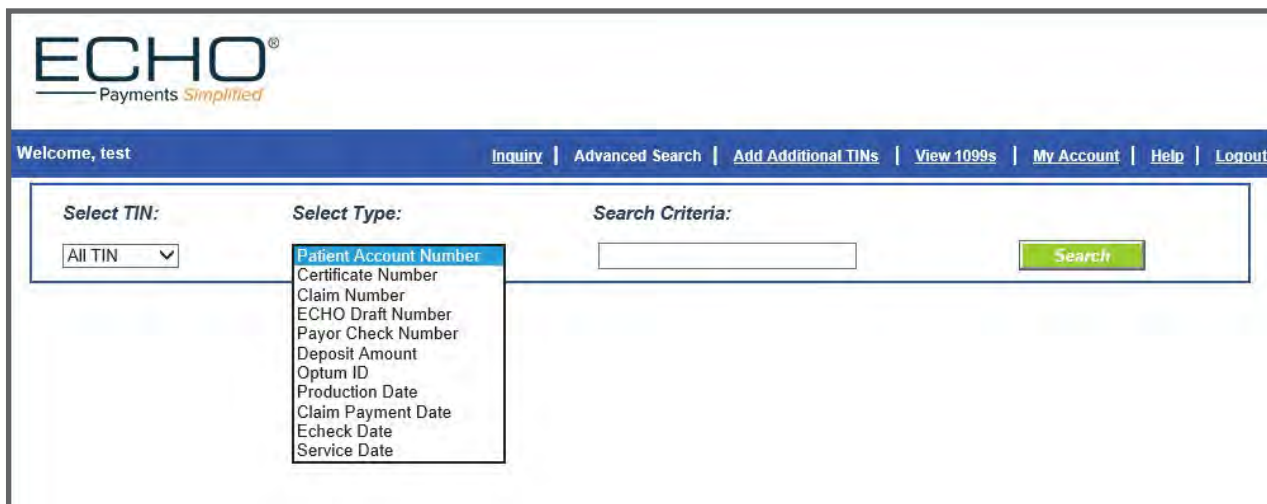 ECHO®
Payments Simplified
Welcome, test
Inquiry | Advanced Search | Add Additional TINs | View 1099s | My Account | Help | Logout
Select TIN: Select Type: Search Criteria:
All TIN Patient Account Number Search
Certificate Number
Claim Number
ECHO Draft Number
Payor Check Number
Deposit Amount
Optum ID
Production Date
Claim Payment Date
Echeck Date
Service Date